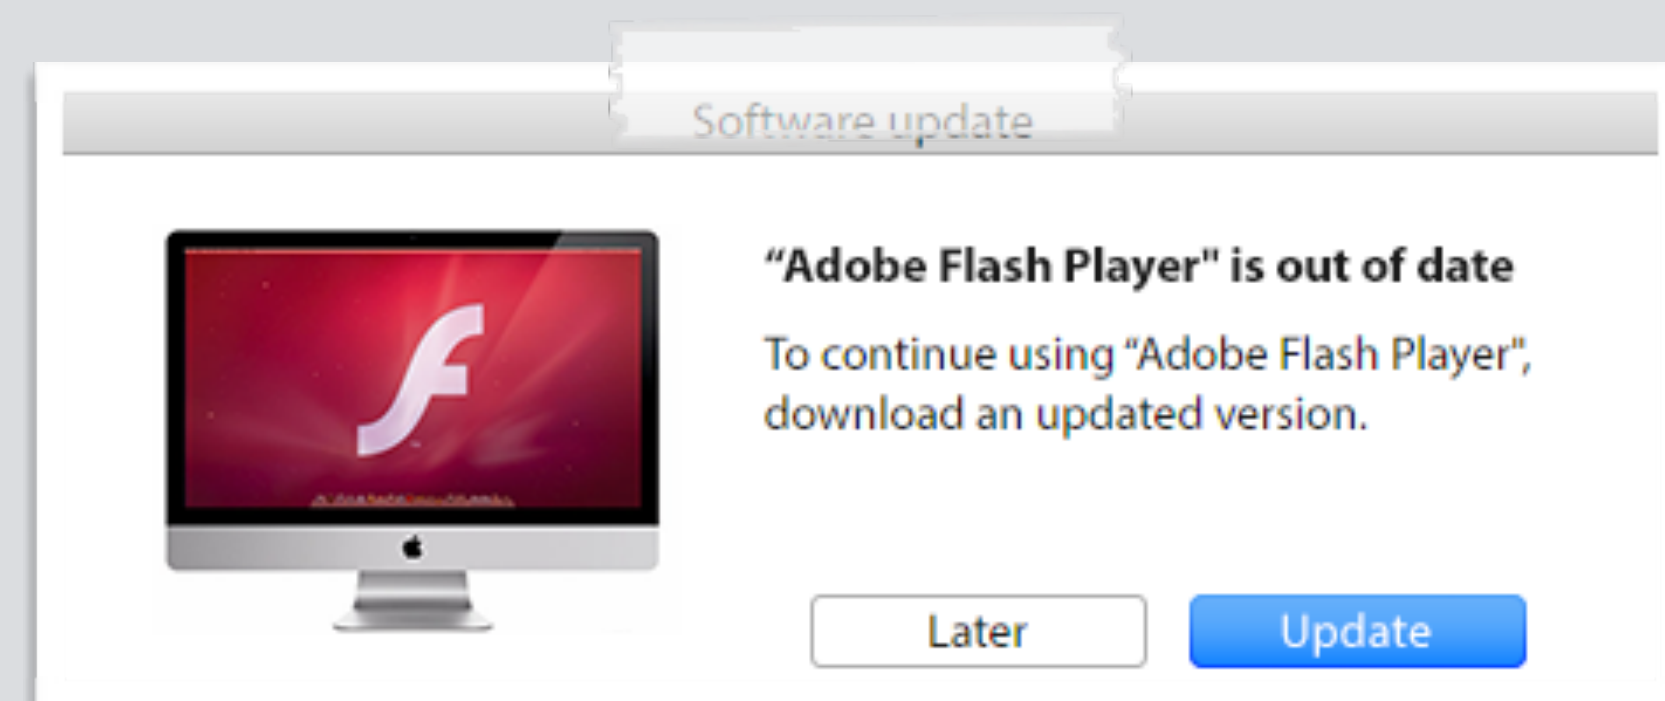 Software update
“Adobe Flash Player" is out of date
To continue using “Adobe Flash Player",
download an updated version.
Later
Update